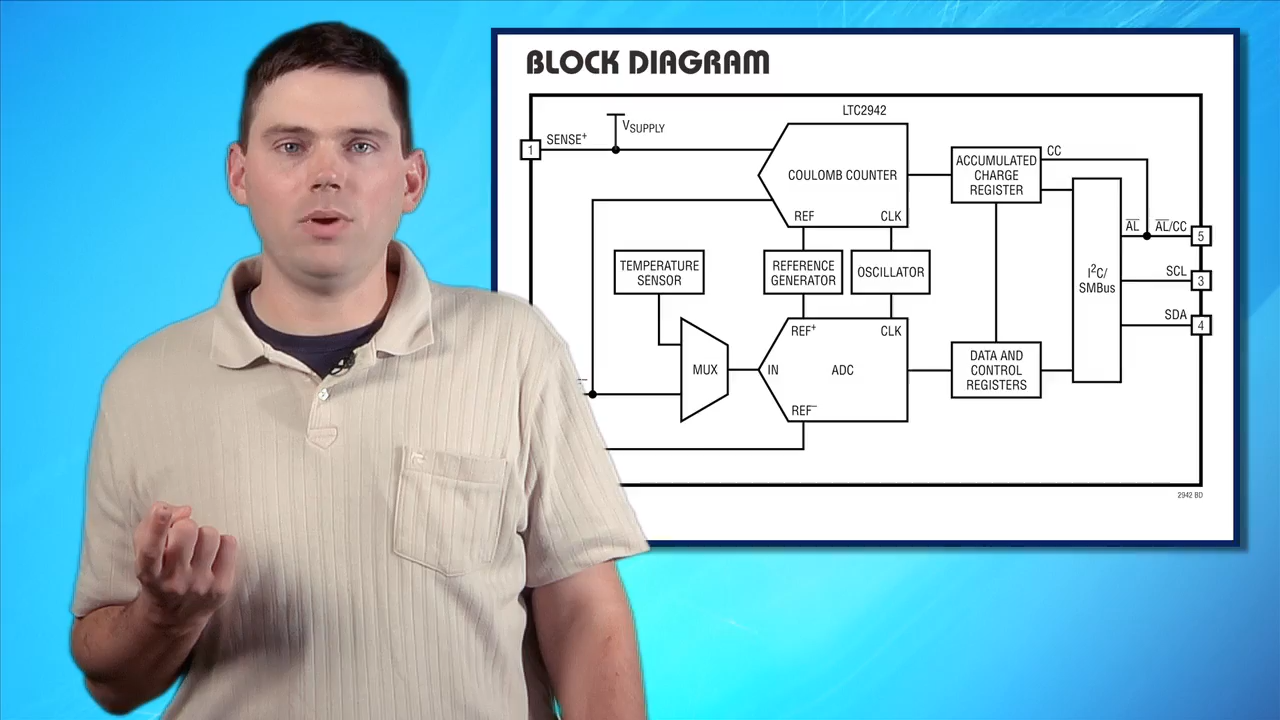 BLOCK DIAGRAM
LTC2942
1
SENSE+
VSUPPLY
COULOMB COUNTER
REF
CLK
ACCUMULATED
CHARGE
REGISTER
CC
TEMPERATURE
SENSOR
REFERENCE
GENERATOR
OSCILLATOR
I2C/
SMBus
AL
AL/CC
5
SCL
3
SDA
4
MUX
REF+
CLK
IN
ADC
REF–
DATA AND
CONTROL
REGISTERS
2942 BD